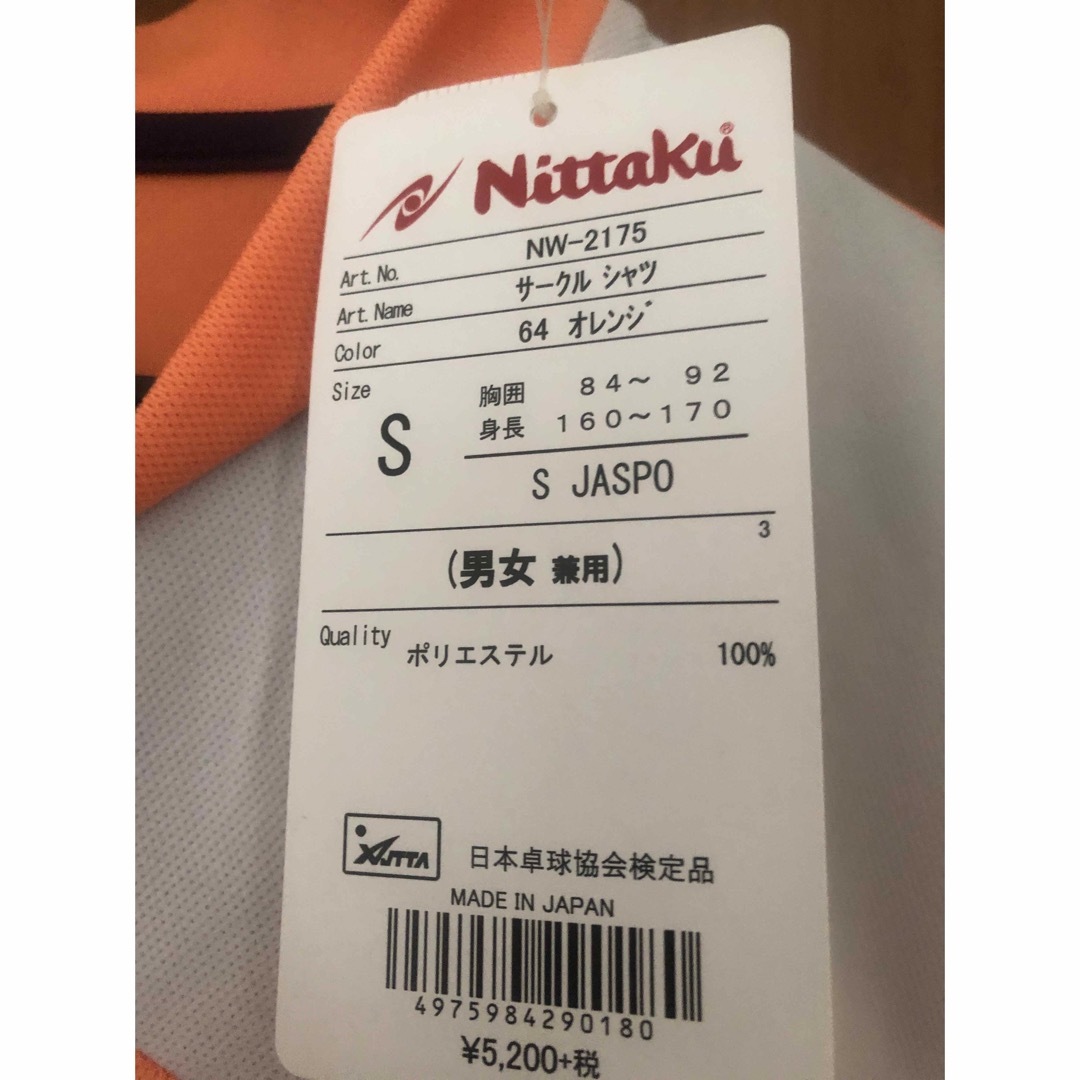 Nittaku®
Art. No. NW-2175
Art. Name サークル シャツ
Color 64 オレンジ
Size S
胸囲 84～ 92
身長 160～170
S JASPO
3
(男女 兼用)
Quality ポリエステル 100%
JTTA 日本卓球協会検定品
MADE IN JAPAN
4975984290180
¥5,200+税